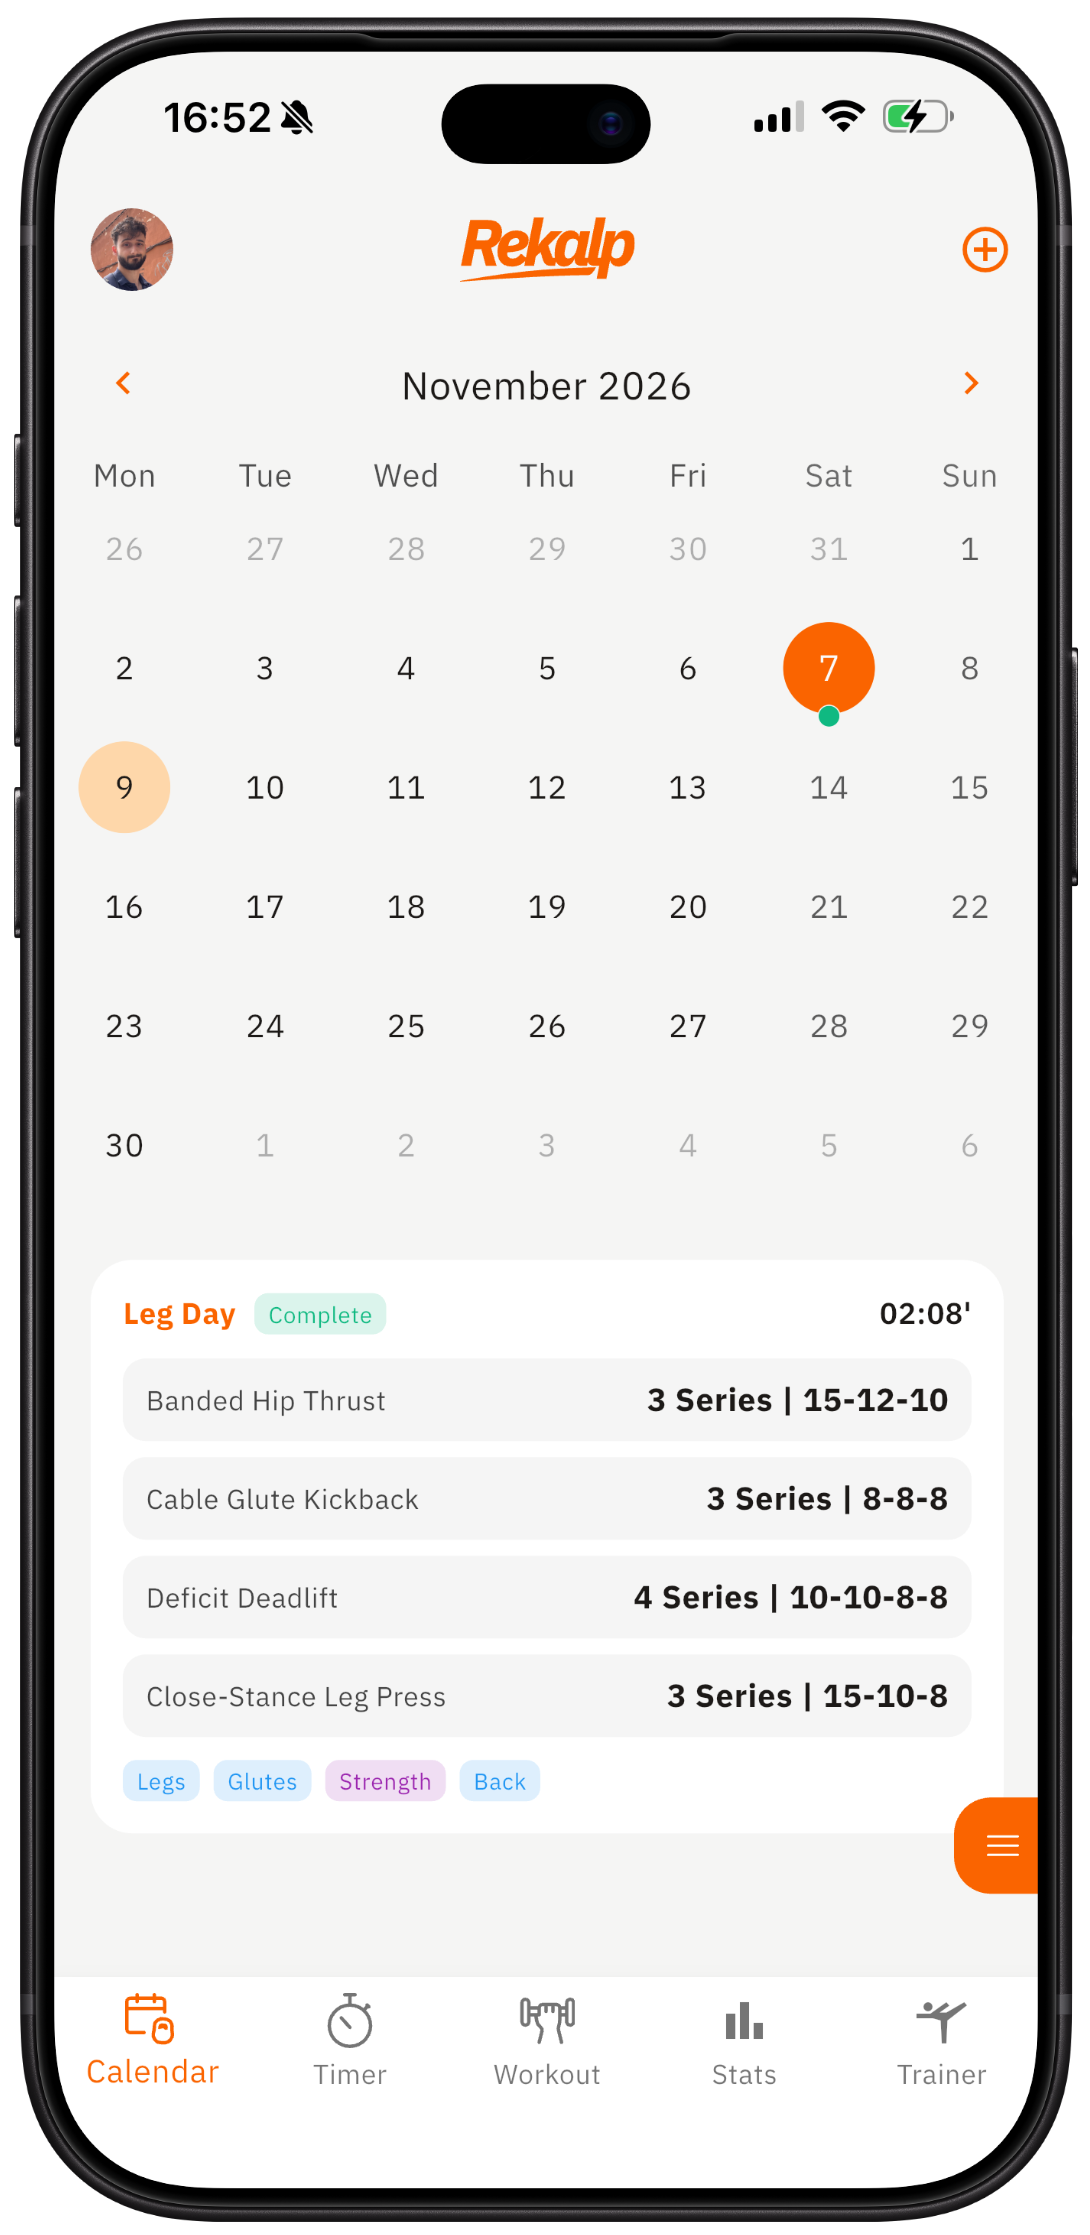 16:52
Rekalp
November 2026
Mon Tue Wed Thu Fri Sat Sun
26 27 28 29 30 31 1
2 3 4 5 6 7 8
9 10 11 12 13 14 15
16 17 18 19 20 21 22
23 24 25 26 27 28 29
30 1 2 3 4 5 6
Leg Day Complete 02:08'
Banded Hip Thrust 3 Series | 15-12-10
Cable Glute Kickback 3 Series | 8-8-8
Deficit Deadlift 4 Series | 10-10-8-8
Close-Stance Leg Press 3 Series | 15-10-8
Legs Glutes Strength Back
Calendar Timer Workout Stats Trainer